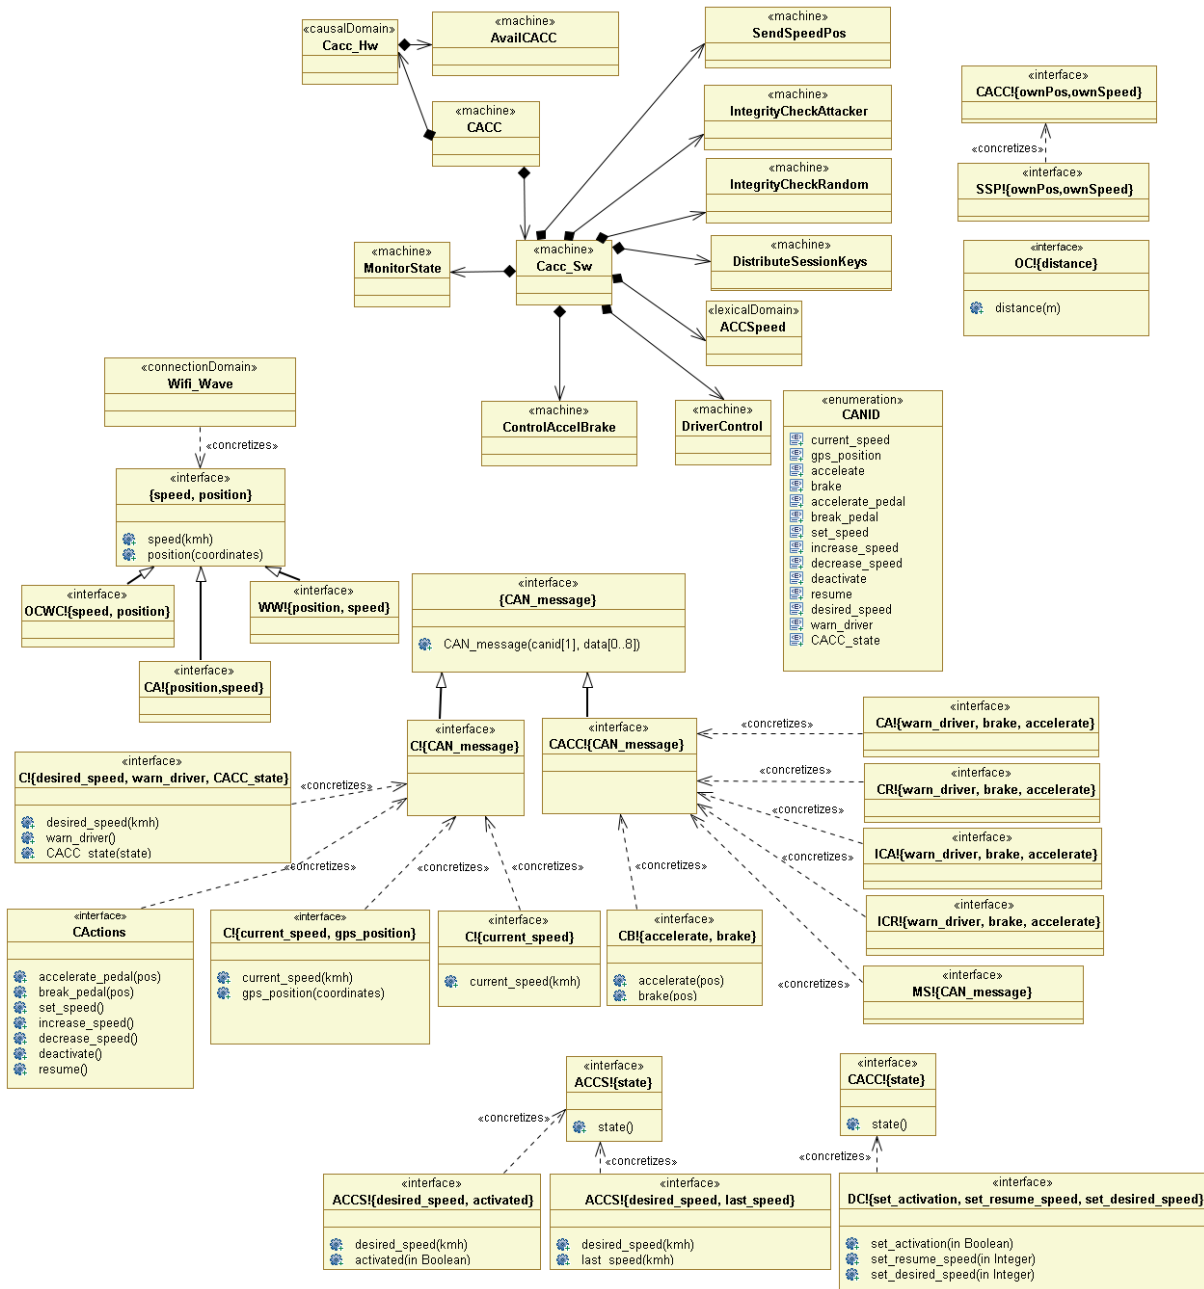 «causalDomain»
Cacc_Hw
«machine»
AvailCACC
«machine»
SendSpeedPos
«interface»
CACC!{ownPos,ownSpeed}
«machine»
CACC
«machine»
IntegrityCheckAttacker
«concretizes»
«interface»
SSP!{ownPos,ownSpeed}
«machine»
IntegrityCheckRandom
«machine»
MonitorState
«machine»
Cacc_Sw
«machine»
DistributeSessionKeys
«interface»
OC!{distance}
distance(m)
«lexicalDomain»
ACCSpeed
«connectionDomain»
Wifi_Wave
«machine»
ControlAccelBrake
«machine»
DriverControl
«enumeration»
CANID
current_speed
gps_position
acceleate
brake
accelerate_pedal
break_pedal
set_speed
increase_speed
decrease_speed
deactivate
resume
desired_speed
warn_driver
CACC_state
«concretizes»
«interface»
{speed, position}
speed(kmh)
position(coordinates)
«interface»
OCWC!{speed, position}
«interface»
WW!{position, speed}
«interface»
CA!{position,speed}
«interface»
{CAN_message}
CAN_message(canid[1], data[0..8])
«interface»
C!{CAN_message}
«interface»
CACC!{CAN_message}
«concretizes»
«interface»
CA!{warn_driver, brake, accelerate}
«interface»
C!{desired_speed, warn_driver, CACC_state}
desired_speed(kmh)
warn_driver()
CACC_state(state)
«concretizes»
«concretizes»
«interface»
CR!{warn_driver, brake, accelerate}
«concretizes»
«interface»
ICA!{warn_driver, brake, accelerate}
«concretizes»
«concretizes»
«concretizes»
«concretizes»
«concretizes»
«interface»
ICR!{warn_driver, brake, accelerate}
«interface»
CActions
accelerate_pedal(pos)
break_pedal(pos)
set_speed()
increase_speed()
decrease_speed()
deactivate()
resume()
«interface»
C!{current_speed, gps_position}
current_speed(kmh)
gps_position(coordinates)
«interface»
C!{current_speed}
current_speed(kmh)
«interface»
CB!{accelerate, brake}
accelerate(pos)
brake(pos)
«concretizes»
«interface»
MS!{CAN_message}
«interface»
ACCS!{state}
state()
«interface»
CACC!{state}
state()
«concretizes»
«concretizes»
«concretizes»
«interface»
ACCS!{desired_speed, activated}
desired_speed(kmh)
activated(in Boolean)
«interface»
ACCS!{desired_speed, last_speed}
desired_speed(kmh)
last_speed(kmh)
«interface»
DC!{set_activation, set_resume_speed, set_desired_speed}
set_activation(in Boolean)
set_resume_speed(in Integer)
set_desired_speed(in Integer)